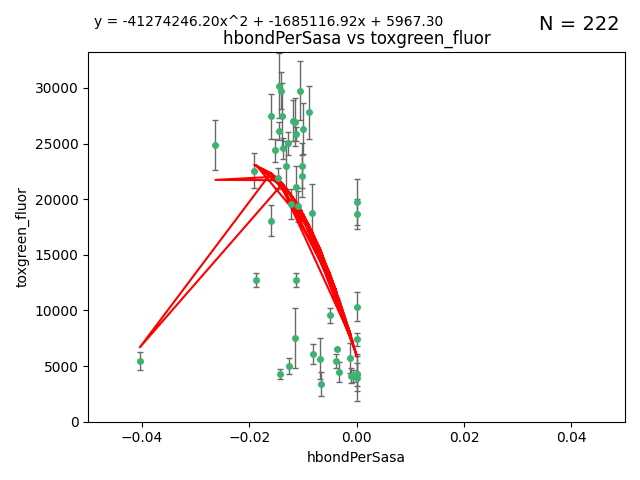 y = -41274246.20x^2 + -1685116.92x + 5967.30
N = 222
hbondPerSasa vs toxgreen_fluor
30000
25000
20000
15000
10000
5000
0
toxgreen_fluor
−0.04
−0.02
0.00
0.02
0.04
hbondPerSasa